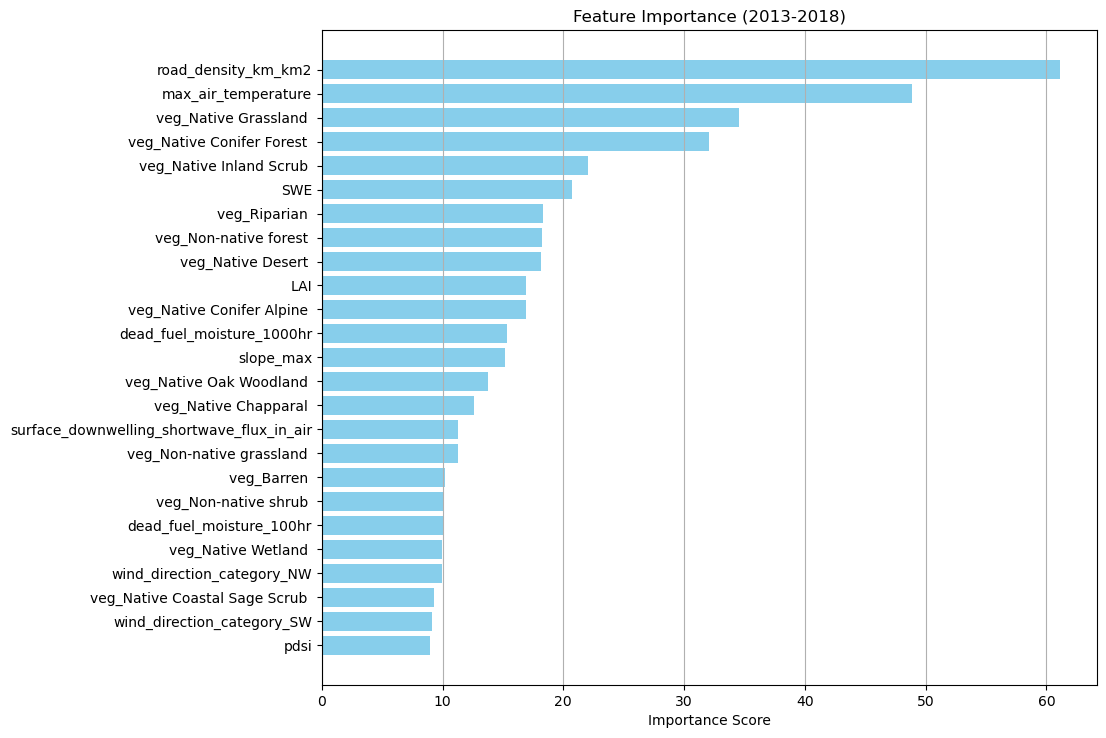 Feature Importance (2013-2018)
road_density_km_km2
max_air_temperature
veg_Native Grassland
veg_Native Conifer Forest
veg_Native Inland Scrub
SWE
veg_Riparian
veg_Non-native forest
veg_Native Desert
LAI
veg_Native Conifer Alpine
dead_fuel_moisture_1000hr
slope_max
veg_Native Oak Woodland
veg_Native Chapparal
surface_downwelling_shortwave_flux_in_air
veg_Non-native grassland
veg_Barren
veg_Non-native shrub
dead_fuel_moisture_100hr
veg_Native Wetland
wind_direction_category_NW
veg_Native Coastal Sage Scrub
wind_direction_category_SW
pdsi
0 10 20 30 40 50 60
Importance Score